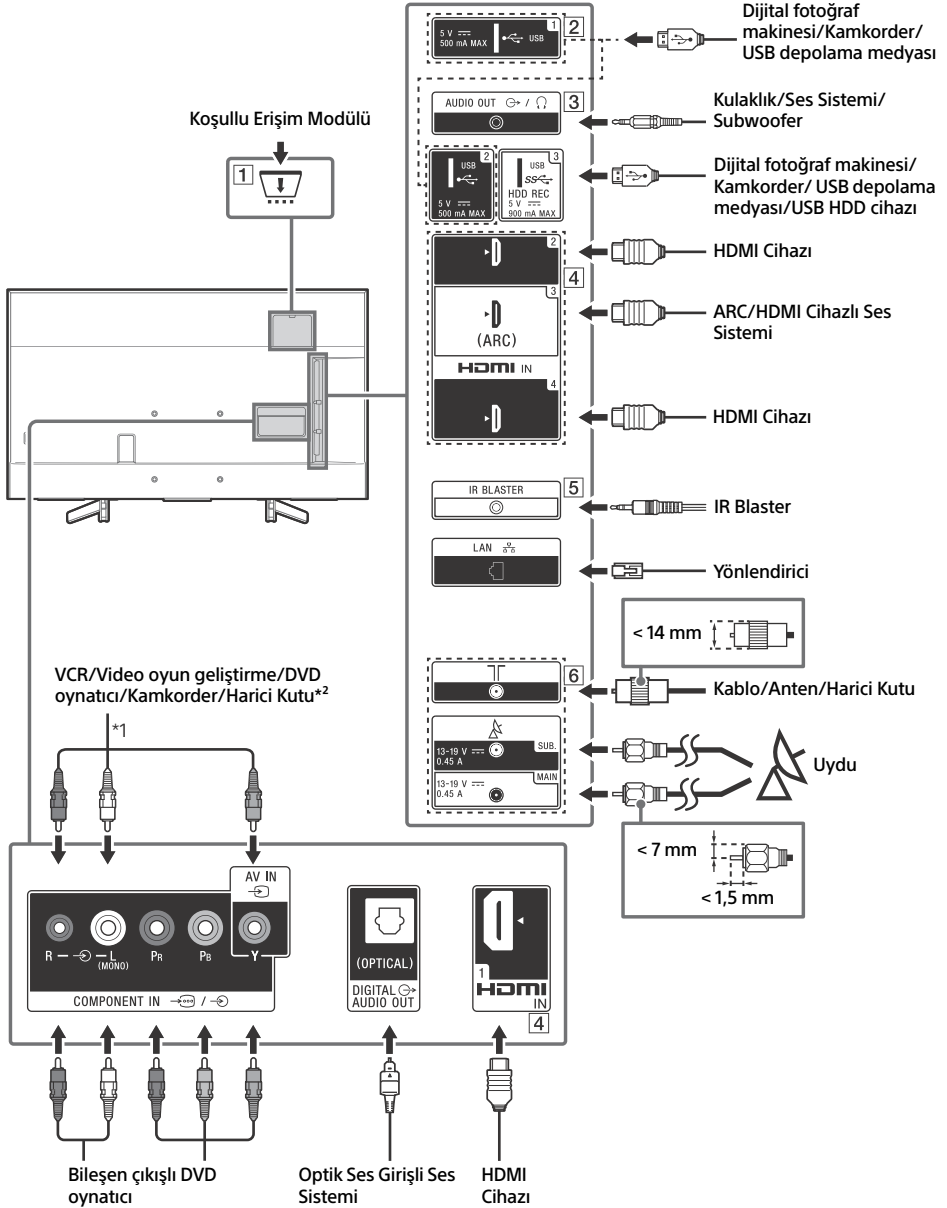 Dijital fotoğraf
makinesi/Kamkorder/
USB depolama medyası
1
5 V
500 mA MAX
USB
2
AUDIO OUT /
3
Kulaklık/Ses Sistemi/
Subwoofer
Koşullu Erişim Modülü
1
2
USB
5 V
500 mA MAX
3
USB
SS
HDD REC
5 V
900 mA MAX
Dijital fotoğraf makinesi/
Kamkorder/ USB depolama
medyası/USB HDD cihazı
2
HDMI Cihazı
4
3
(ARC)
HDMI IN
ARC/HDMI Cihazlı Ses
Sistemi
4
HDMI Cihazı
IR BLASTER
5
IR Blaster
LAN
Yönlendirici
< 14 mm
6
Kablo/Anten/Harici Kutu
13-19 V
0.45 A
SUB.
13-19 V
0.45 A
MAIN
Uydu
< 7 mm
< 1,5 mm
VCR/Video oyun geliştirme/DVD
oynatıcı/Kamkorder/Harici Kutu*2
*1
AV IN
R — — L
(MONO)
PR
PB
Y
COMPONENT IN /
(OPTICAL)
DIGITAL
AUDIO OUT
1
HDMI
IN
4
Bileşen çıkışlı DVD
oynatıcı
Optik Ses Girişli Ses
Sistemi
HDMI
Cihazı